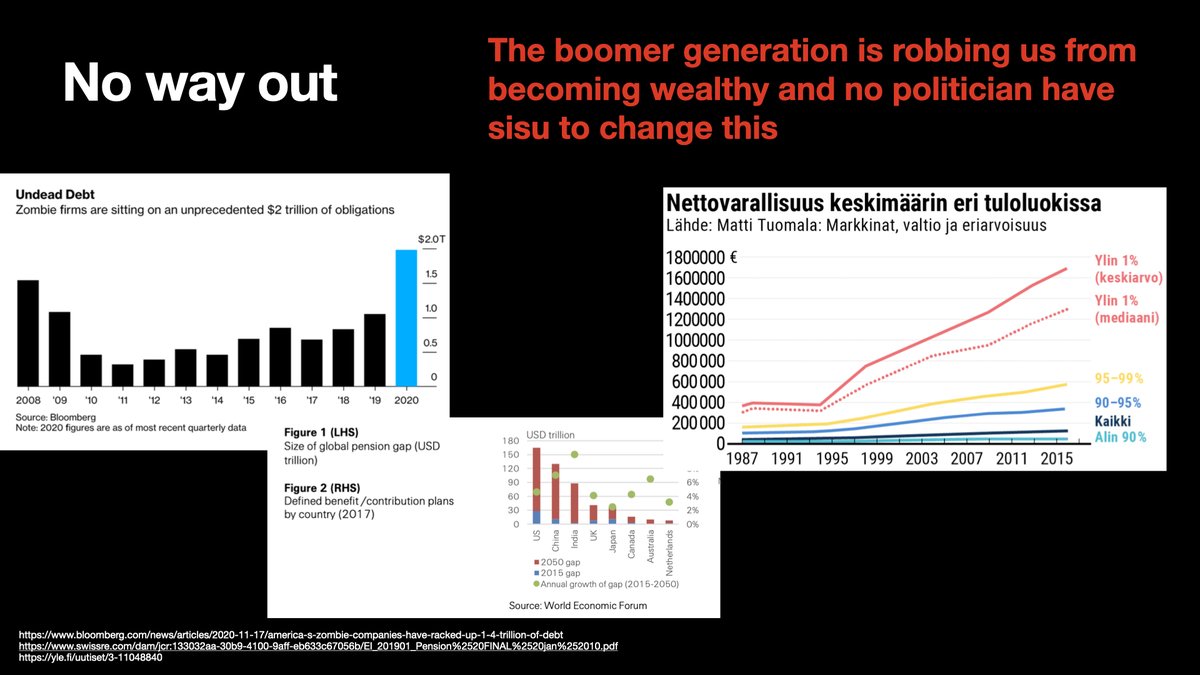 No way out
The boomer generation is robbing us from
becoming wealthy and no politician have
sisu to change this
Undead Debt
Zombie firms are sitting on an unprecedented $2 trillion of obligations
$2.0T
1.5
1.0
0.5
0
2008 '09 '10 '11 '12 '13 '14 '15 '16 '17 '18 '19 2020
Source: Bloomberg
Note: 2020 figures are as of most recent quarterly data
Nettovarallisuus keskimäärin eri tuloluokissa
Lähde: Matti Tuomala: Markkinat, valtio ja eriarvoisuus
1800000 €
1600000
1400000
1200000
1000000
800000
600000
400000
200000
0
Ylin 1%
(keskiarvo)
Ylin 1%
(mediaani)
95–99%
90–95%
Kaikki
Alin 90%
1987 1991 1995 1999 2003 2007 2011 2015
Figure 1 (LHS)
Size of global pension gap (USD
trillion)
Figure 2 (RHS)
Defined benefit/contribution plans
by country (2017)
USD trillion
180
150
120
90
60
30
0
6%
4%
2%
0%
US China India UK Japan Canada Australia Netherlands
2050 gap
2015 gap
Annual growth of gap (2015-2050)
Source: World Economic Forum
https://www.bloomberg.com/news/articles/2020-11-17/america-s-zombie-companies-have-racked-up-1-4-trillion-of-debt
https://www.swissre.com/dam/jcr:133032aa-30b9-4100-9aff-eb633c67056b/EI_201901_Pension%2520FINAL%2520jan%252010.pdf
https://yle.fi/uutiset/3-11048840